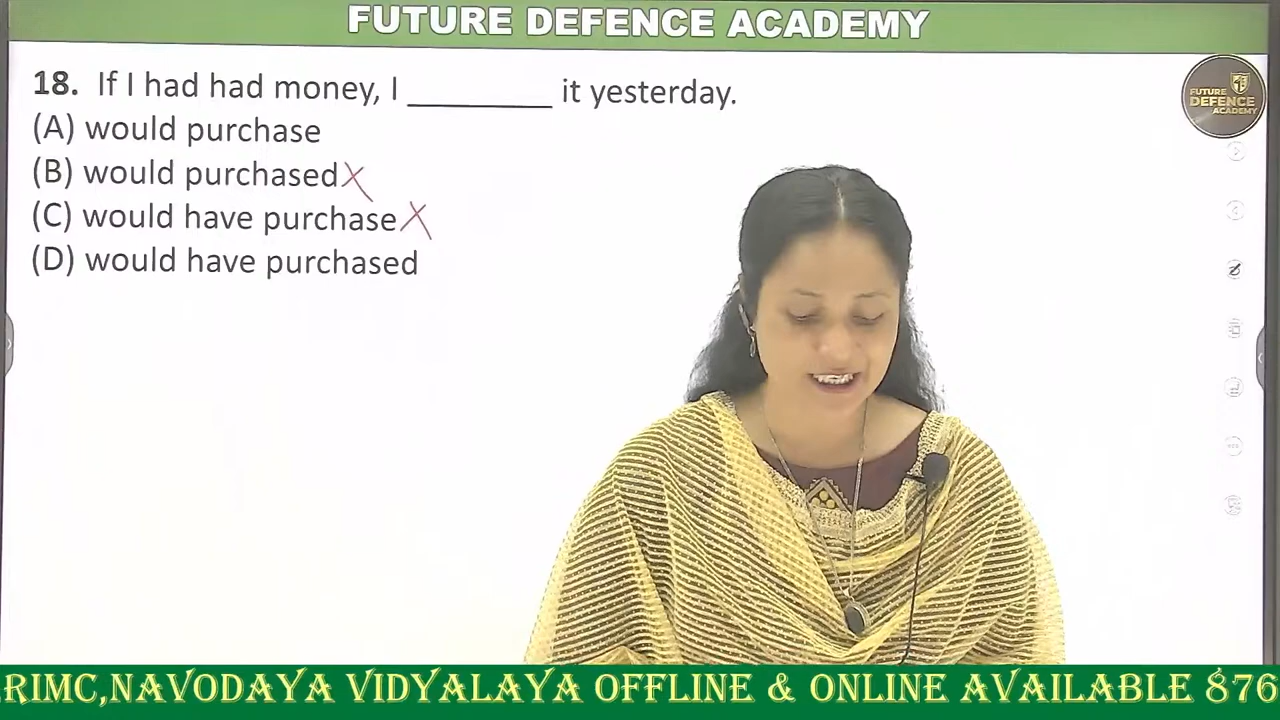 FUTURE DEFENCE ACADEMY
18. If I had had money, I _________ it yesterday.
(A) would purchase
(B) would purchased X
(C) would have purchase X
(D) would have purchased
FUTURE
DEFENCE
ACADEMY
RIMC,NAVODAYA VIDYALAYA OFFLINE & ONLINE AVAILABLE 876